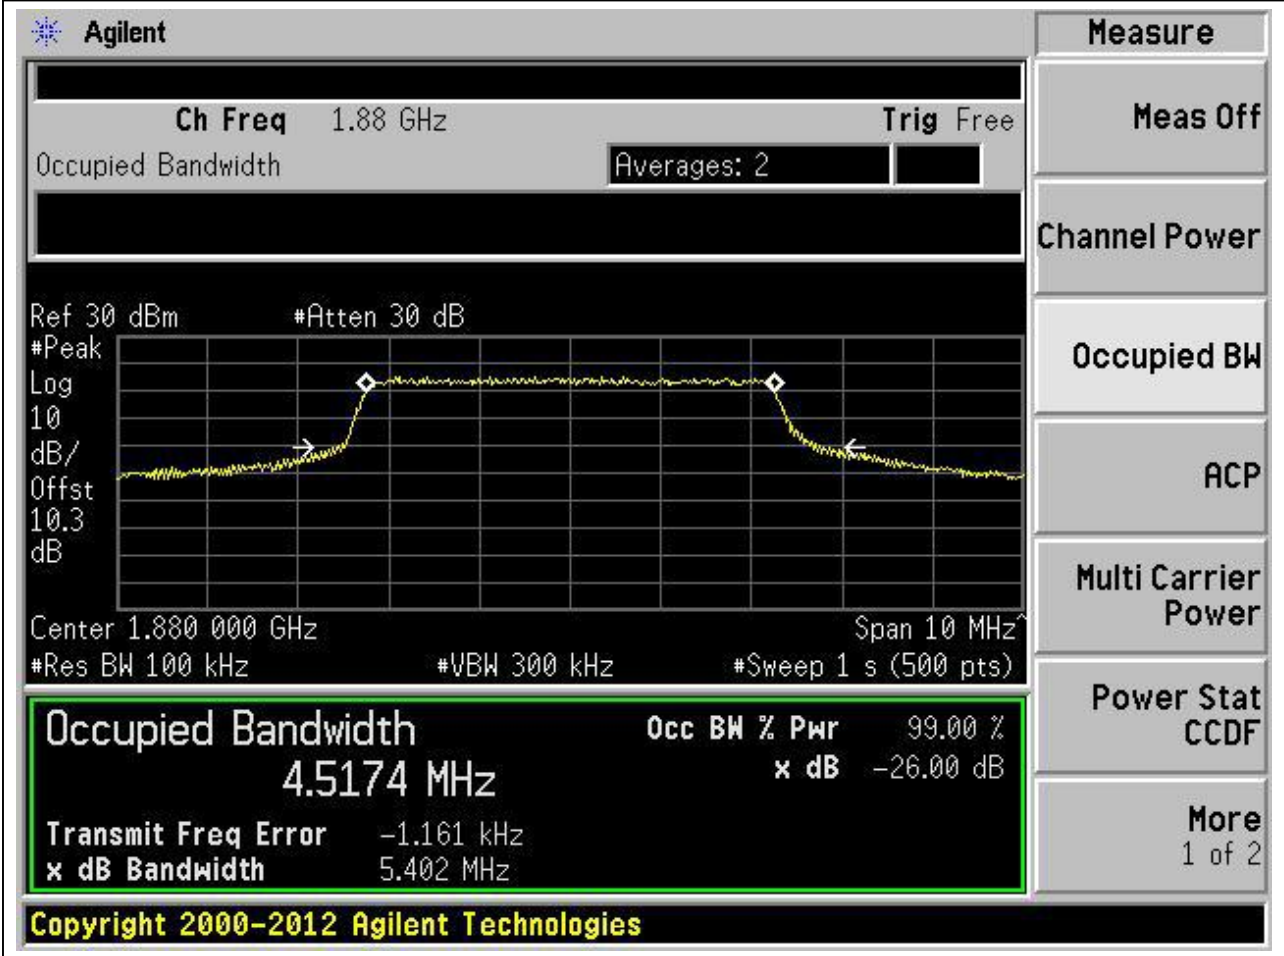 Agilent
Measure
Ch Freq 1.88 GHz Trig Free
Occupied Bandwidth Averages: 2
Meas Off
Channel Power
Occupied BW
ACP
Multi Carrier
Power
Power Stat
CCDF
More
1 of 2
Ref 30 dBm #Atten 30 dB
#Peak
Log
10
dB/
Offst
10.3
dB
Center 1.880 000 GHz Span 10 MHz^
#Res BW 100 kHz #VBW 300 kHz #Sweep 1 s (500 pts)
Occupied Bandwidth Occ BW % Pwr 99.00 %
4.5174 MHz x dB -26.00 dB
Transmit Freq Error -1.161 kHz
x dB Bandwidth 5.402 MHz
Copyright 2000-2012 Agilent Technologies